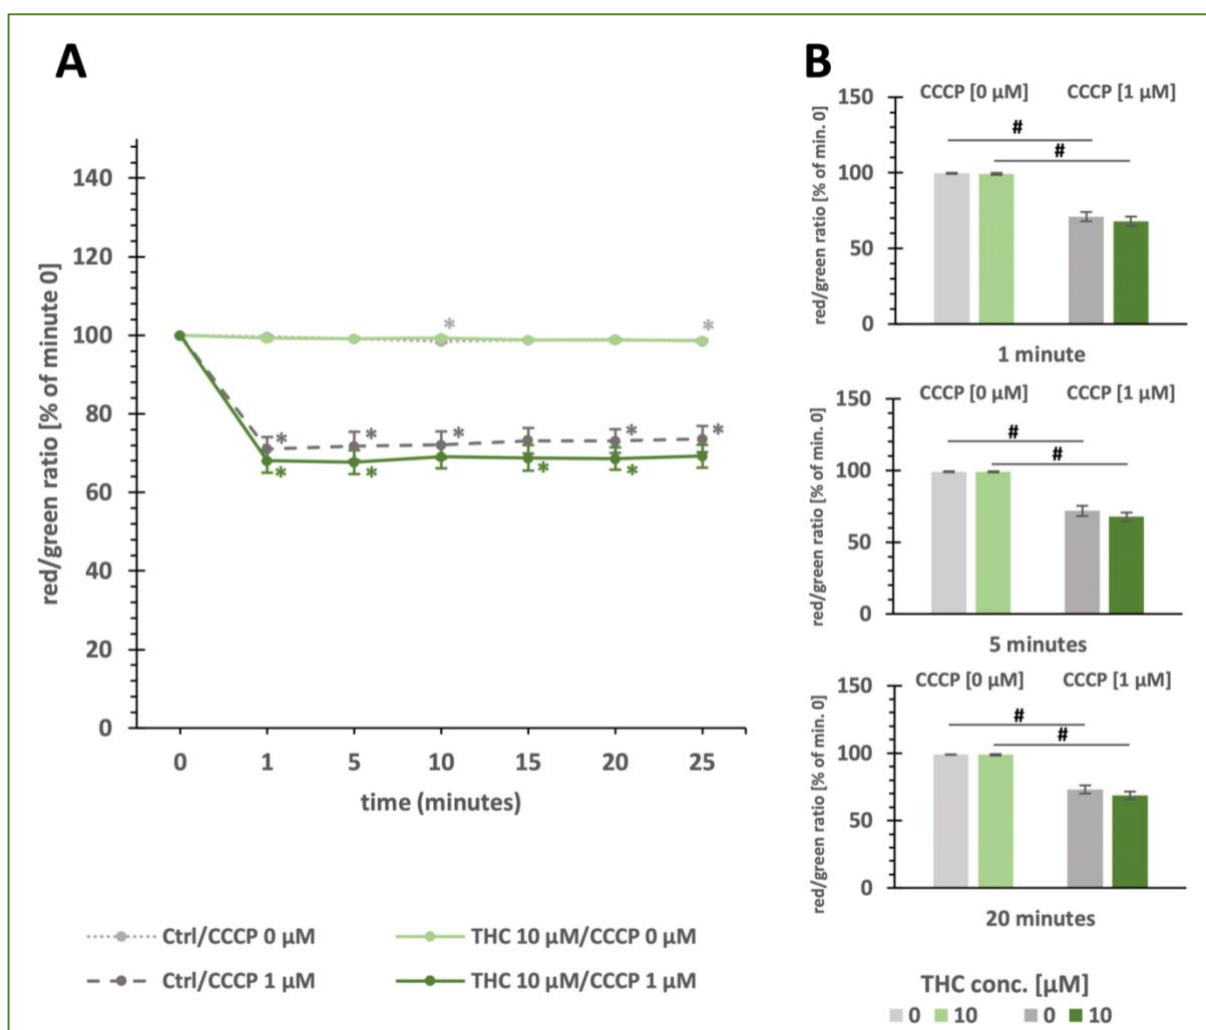 A
red/green ratio [% of minute 0]
140
120
100
80
60
40
20
0
*
*
*
*
*
*
*
*
*
*
*
0 1 5 10 15 20 25
time (minutes)
Ctrl/CCCP 0 µM
THC 10 µM/CCCP 0 µM
Ctrl/CCCP 1 µM
THC 10 µM/CCCP 1 µM
B
CCCP [0 µM] CCCP [1 µM]
red/green ratio [% of min. 0]
150
100
50
0
#
#
1 minute
CCCP [0 µM] CCCP [1 µM]
red/green ratio [% of min. 0]
150
100
50
0
#
#
5 minutes
CCCP [0 µM] CCCP [1 µM]
red/green ratio [% of min. 0]
150
100
50
0
#
#
20 minutes
THC conc. [µM]
0 10 0 10